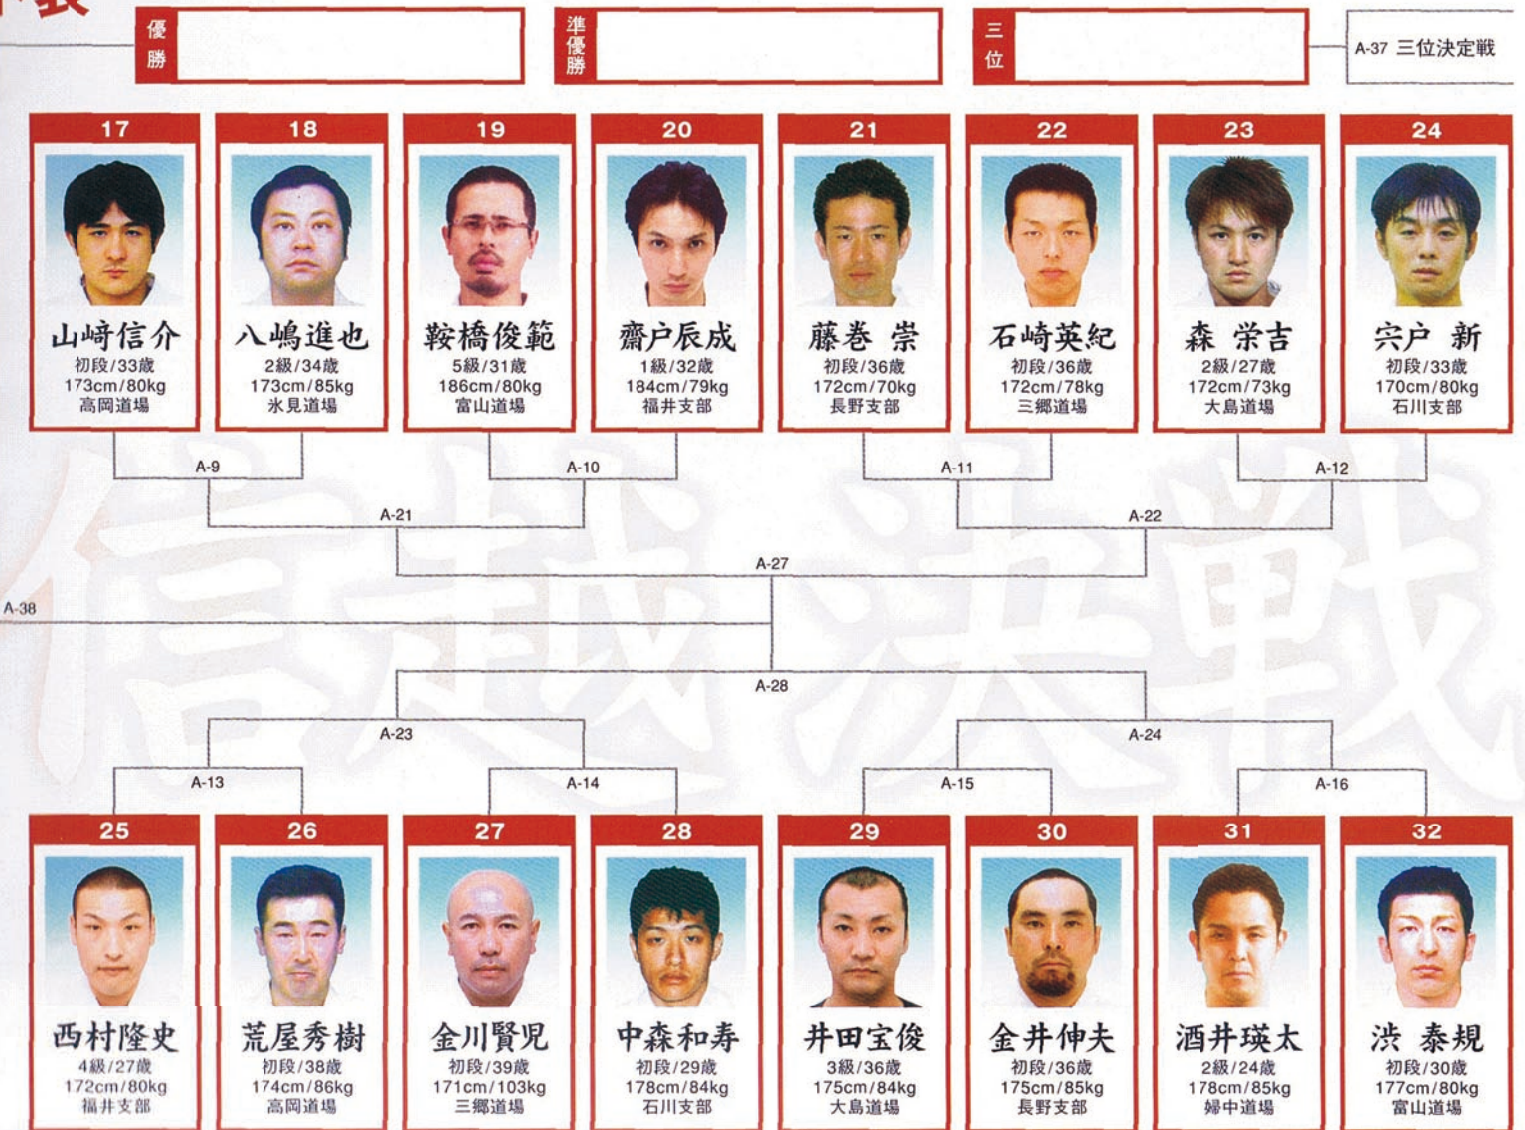 優勝
準優勝
三位
A-37 三位決定戦
17
山﨑信介
初段/33歳
173cm/80kg
高岡道場
18
八嶋進也
2級/34歳
173cm/85kg
氷見道場
19
鞍橋俊範
5級/31歳
186cm/80kg
富山道場
20
齋戸辰成
1級/32歳
184cm/79kg
福井支部
21
藤巻 崇
初段/36歳
172cm/70kg
長野支部
22
石崎英紀
初段/36歳
172cm/78kg
三郷道場
23
森 栄吉
2級/27歳
172cm/73kg
大島道場
24
宍戸 新
初段/33歳
170cm/80kg
石川支部
A-9
A-10
A-11
A-12
A-21
A-22
A-27
A-38
信越決戦
A-28
A-23
A-24
A-13
A-14
A-15
A-16
25
西村隆史
4級/27歳
172cm/80kg
福井支部
26
荒屋秀樹
初段/38歳
174cm/86kg
高岡道場
27
金川賢児
初段/39歳
171cm/103kg
三郷道場
28
中森和寿
初段/29歳
178cm/84kg
石川支部
29
井田宝俊
3級/36歳
175cm/84kg
大島道場
30
金井伸夫
初段/36歳
175cm/85kg
長野支部
31
酒井瑛太
2級/24歳
178cm/85kg
婦中道場
32
渋 泰規
初段/30歳
177cm/80kg
富山道場